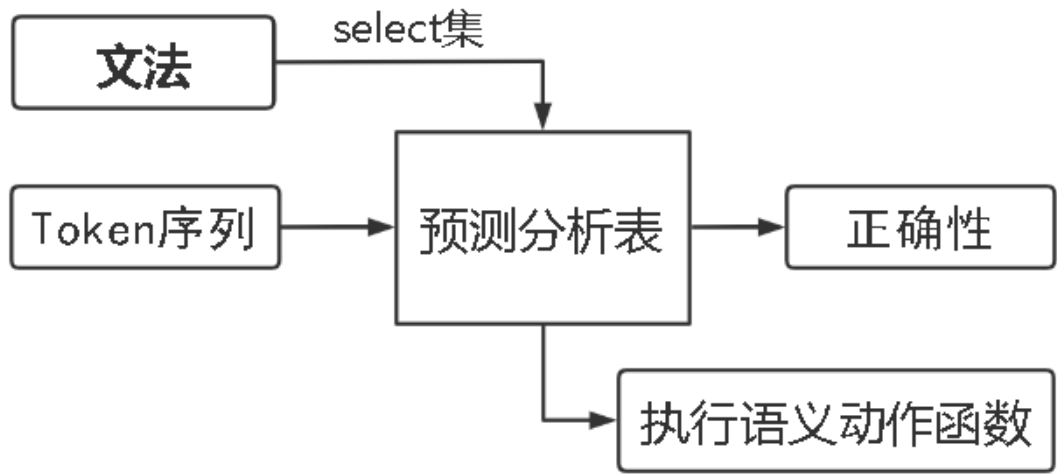 select集
文法
Token序列
预测分析表
正确性
执行语义动作函数